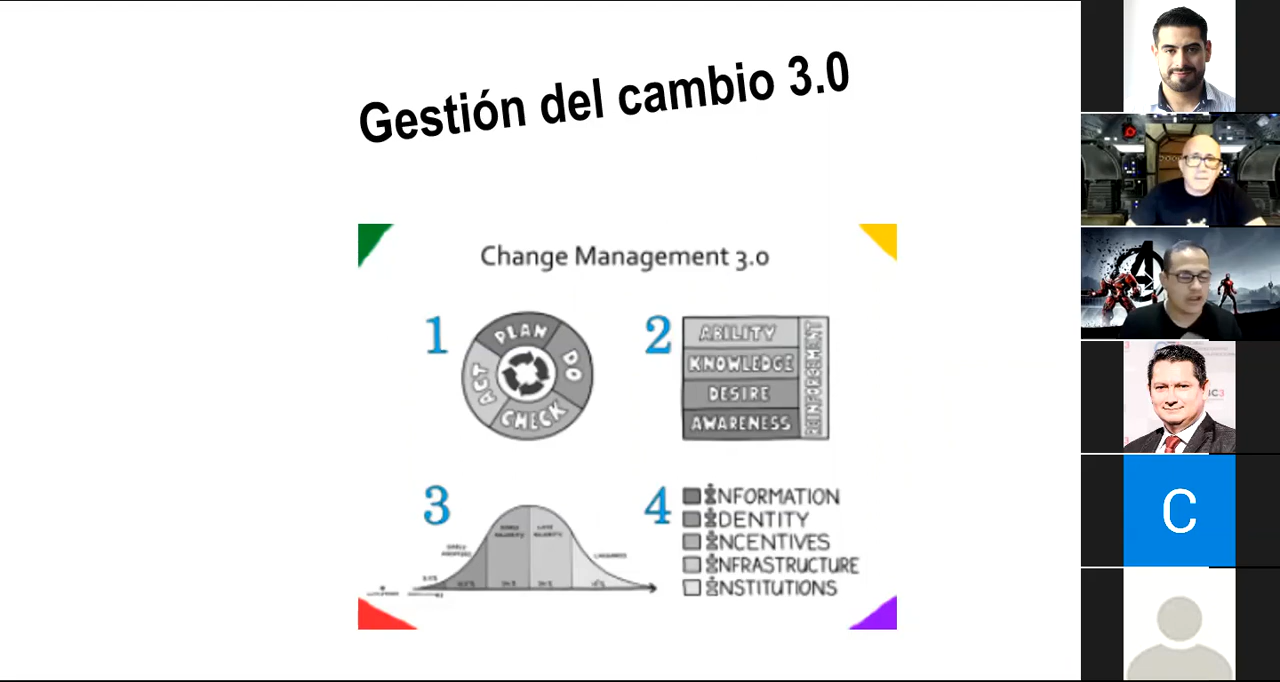 Gestión del cambio 3.0
Change Management 3.0
1
PLAN
DO
CHECK
ACT
2
ABILITY
KNOWLEDGE
DESIRE
AWARENESS
REINFORCEMENT
3
4
INFORMATION
IDENTITY
INCENTIVES
INFRASTRUCTURE
INSTITUTIONS
C